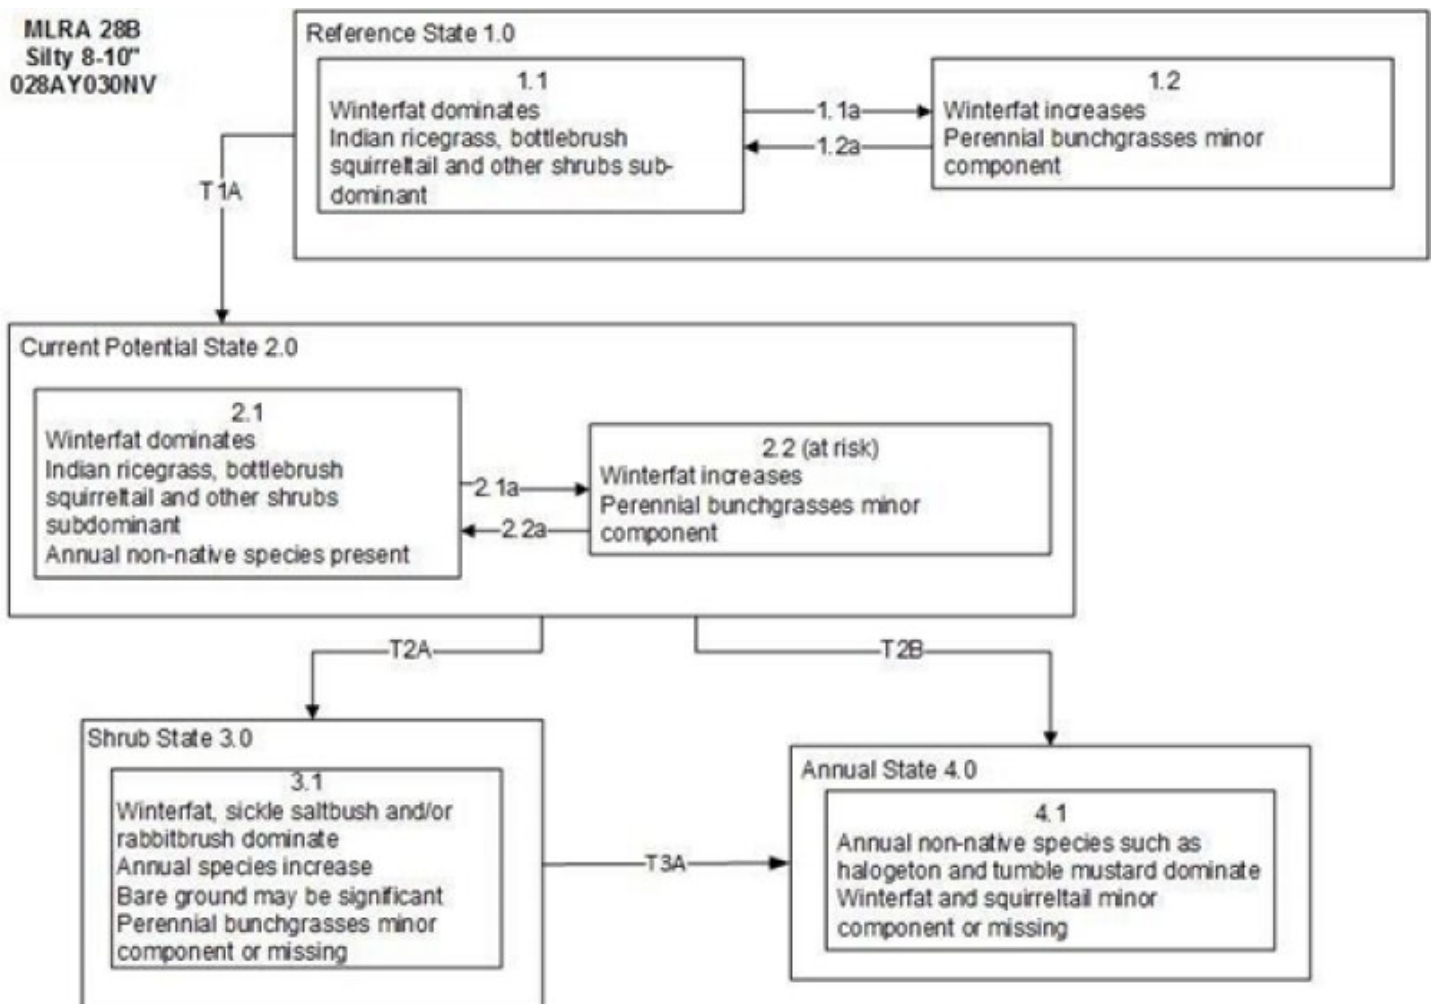 MLRA 28B
Silty 8-10"
028AY030NV
Reference State 1.0
1.1
Winterfat dominates
Indian ricegrass, bottlebrush
squirreltail and other shrubs sub-
dominant
1.1a
1.2a
1.2
Winterfat increases
Perennial bunchgrasses minor
component
T1A
Current Potential State 2.0
2.1
Winterfat dominates
Indian ricegrass, bottlebrush
squirreltail and other shrubs
subdominant
Annual non-native species present
2.1a
2.2a
2.2 (at risk)
Winterfat increases
Perennial bunchgrasses minor
component
T2A
T2B
Shrub State 3.0
3.1
Winterfat, sickle saltbush and/or
rabbitbrush dominate
Annual species increase
Bare ground may be significant
Perennial bunchgrasses minor
component or missing
T3A
Annual State 4.0
4.1
Annual non-native species such as
halogeton and tumble mustard dominate
Winterfat and squirreltail minor
component or missing